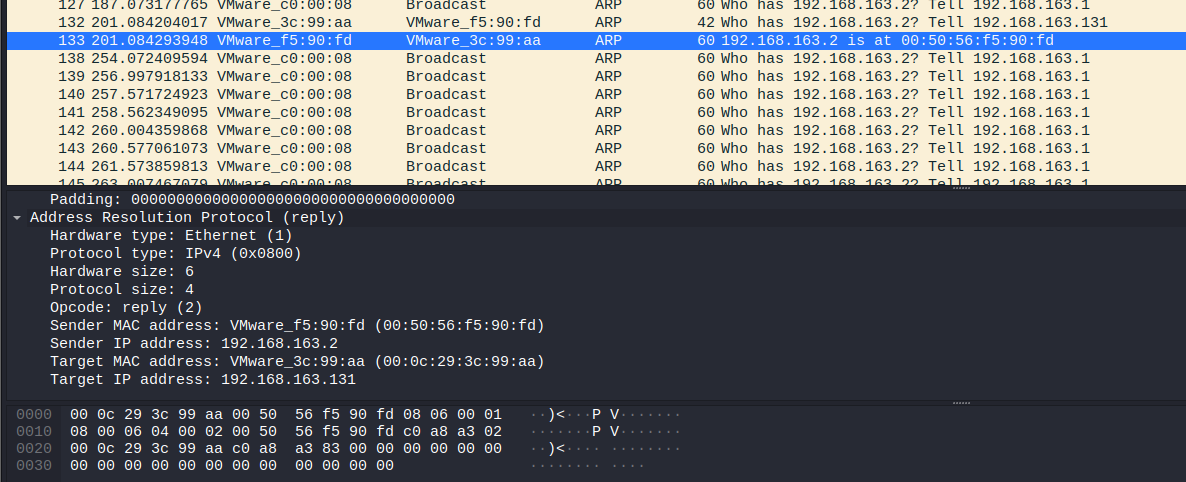 127 187.073177765 VMware_c0:00:08 Broadcast ARP 60 Who has 192.168.163.2? Tell 192.168.163.1
132 201.084204017 VMware_3c:99:aa VMware_f5:90:fd ARP 42 Who has 192.168.163.2? Tell 192.168.163.131
133 201.084293948 VMware_f5:90:fd VMware_3c:99:aa ARP 60 192.168.163.2 is at 00:50:56:f5:90:fd
138 254.072409594 VMware_c0:00:08 Broadcast ARP 60 Who has 192.168.163.2? Tell 192.168.163.1
139 256.997918133 VMware_c0:00:08 Broadcast ARP 60 Who has 192.168.163.2? Tell 192.168.163.1
140 257.571724923 VMware_c0:00:08 Broadcast ARP 60 Who has 192.168.163.2? Tell 192.168.163.1
141 258.562349095 VMware_c0:00:08 Broadcast ARP 60 Who has 192.168.163.2? Tell 192.168.163.1
142 260.004359868 VMware_c0:00:08 Broadcast ARP 60 Who has 192.168.163.2? Tell 192.168.163.1
143 260.577061073 VMware_c0:00:08 Broadcast ARP 60 Who has 192.168.163.2? Tell 192.168.163.1
144 261.573859813 VMware_c0:00:08 Broadcast ARP 60 Who has 192.168.163.2? Tell 192.168.163.1
145 263.007467079 VMware_c0:00:08 Broadcast ARP 60 Who has 192.168.163.2? Tell 192.168.163.1
Padding: 000000000000000000000000000000000000
Address Resolution Protocol (reply)
Hardware type: Ethernet (1)
Protocol type: IPv4 (0x0800)
Hardware size: 6
Protocol size: 4
Opcode: reply (2)
Sender MAC address: VMware_f5:90:fd (00:50:56:f5:90:fd)
Sender IP address: 192.168.163.2
Target MAC address: VMware_3c:99:aa (00:0c:29:3c:99:aa)
Target IP address: 192.168.163.131
0000 00 0c 29 3c 99 aa 00 50 56 f5 90 fd 08 06 00 01 ··)<···P V·······
0010 08 00 06 04 00 02 00 50 56 f5 90 fd c0 a8 a3 02 ·······P V·······
0020 00 0c 29 3c 99 aa c0 a8 a3 83 00 00 00 00 00 00 ··)<···· ········
0030 00 00 00 00 00 00 00 00 00 00 00 00 ········ ····